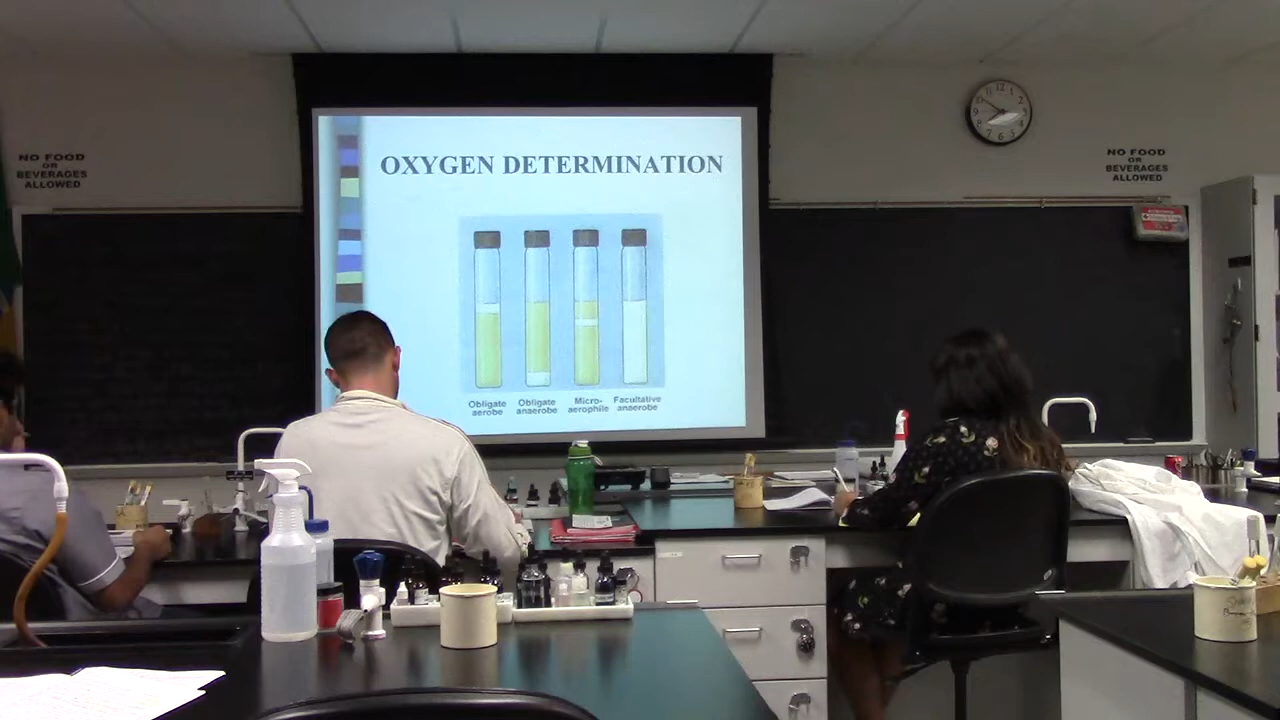 NO FOOD
OR
BEVERAGES
ALLOWED
OXYGEN DETERMINATION
Obligate
aerobe
Obligate
anaerobe
Micro-
aerophile
Facultative
anaerobe
NO FOOD
OR
BEVERAGES
ALLOWED